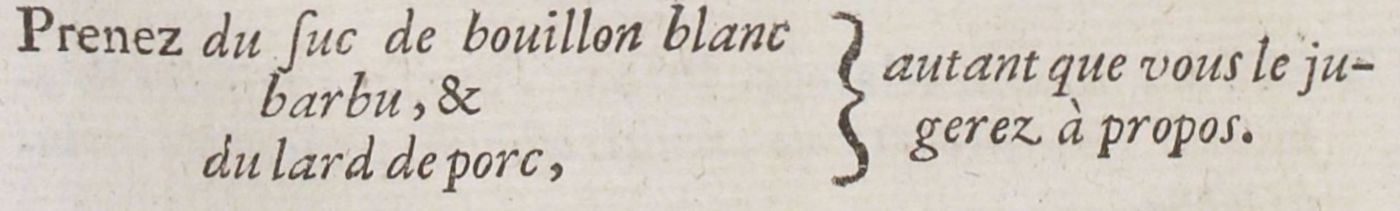 Prenez du ſuc de bouillon blanc
barbu, &
du lard de porc,
autant que vous le ju-
gerez à propos.